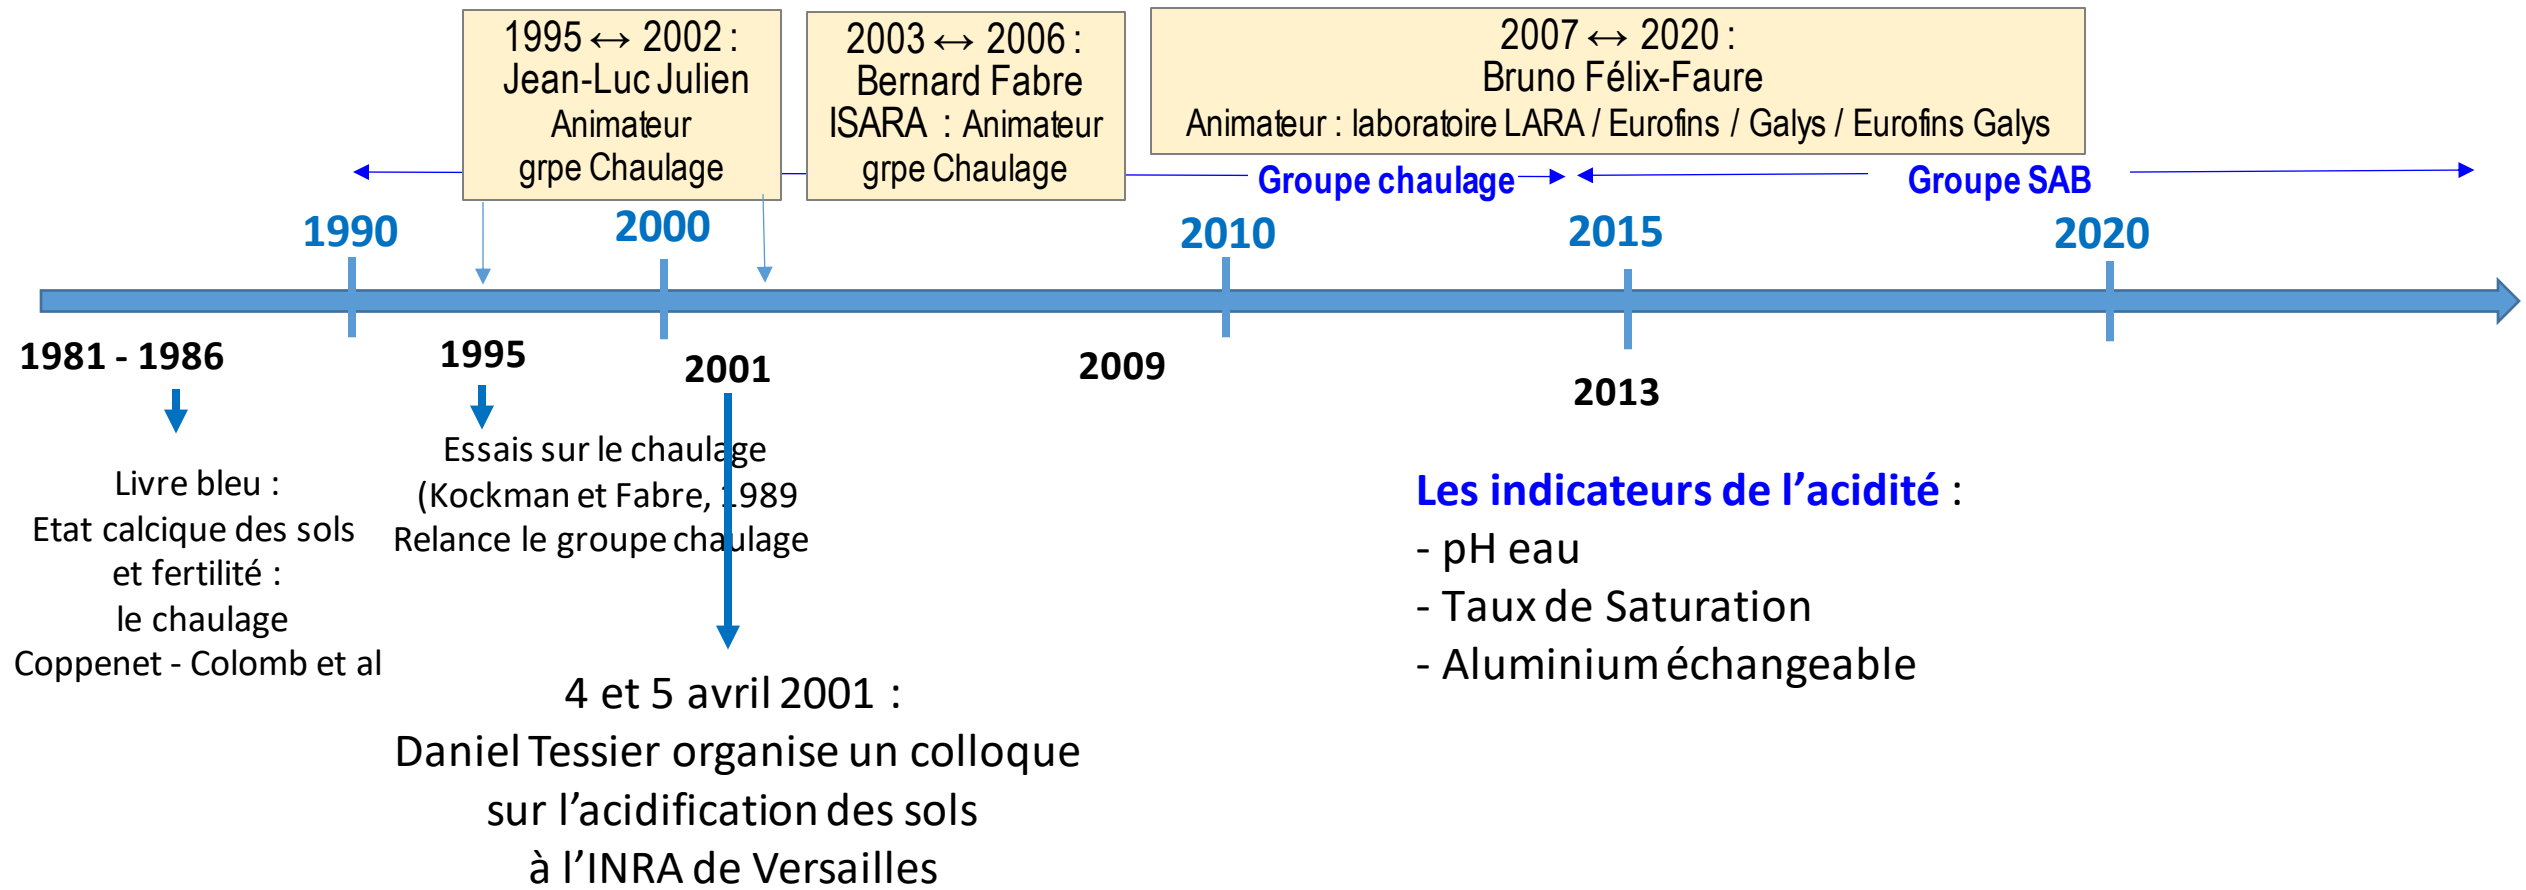 1995 ↔ 2002 :
Jean-Luc Julien
Animateur
grpe Chaulage
2003 ↔ 2006 :
Bernard Fabre
ISARA : Animateur
grpe Chaulage
2007 ↔ 2020 :
Bruno Félix-Faure
Animateur : laboratoire LARA / Eurofins / Galys / Eurofins Galys
Groupe chaulage
Groupe SAB
1990
2000
2010
2015
2020
1981 - 1986
1995
2001
2009
2013
Livre bleu :
Etat calcique des sols
et fertilité :
le chaulage
Coppenet - Colomb et al
Essais sur le chaulage
(Kockman et Fabre, 1989
Relance le groupe chaulage
4 et 5 avril 2001 :
Daniel Tessier organise un colloque
sur l’acidification des sols
à l’INRA de Versailles
Les indicateurs de l’acidité :
- pH eau
- Taux de Saturation
- Aluminium échangeable